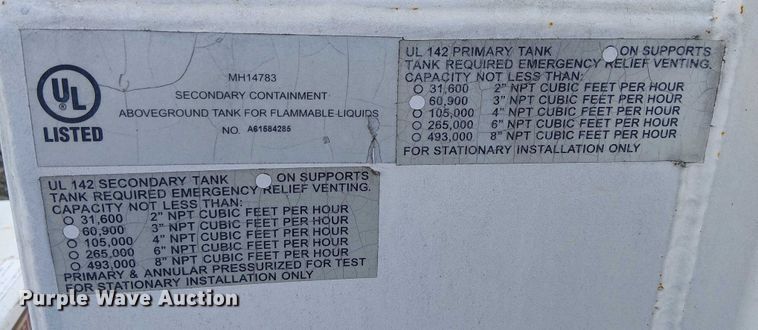 UL
LISTED
MH14783
SECONDARY CONTAINMENT
ABOVEGROUND TANK FOR FLAMMABLE LIQUIDS
NO. A61584285
UL 142 PRIMARY TANK ON SUPPORTS
TANK REQUIRED EMERGENCY RELIEF VENTING.
CAPACITY NOT LESS THAN:
31,600 2" NPT CUBIC FEET PER HOUR
60,900 3" NPT CUBIC FEET PER HOUR
105,000 4" NPT CUBIC FEET PER HOUR
265,000 6" NPT CUBIC FEET PER HOUR
493,000 8" NPT CUBIC FEET PER HOUR
FOR STATIONARY INSTALLATION ONLY
UL 142 SECONDARY TANK ON SUPPORTS
TANK REQUIRED EMERGENCY RELIEF VENTING.
CAPACITY NOT LESS THAN:
31,600 2" NPT CUBIC FEET PER HOUR
60,900 3" NPT CUBIC FEET PER HOUR
105,000 4" NPT CUBIC FEET PER HOUR
265,000 6" NPT CUBIC FEET PER HOUR
493,000 8" NPT CUBIC FEET PER HOUR
PRIMARY & ANNULAR PRESSURIZED FOR TEST
FOR STATIONARY INSTALLATION ONLY
Purple Wave Auction